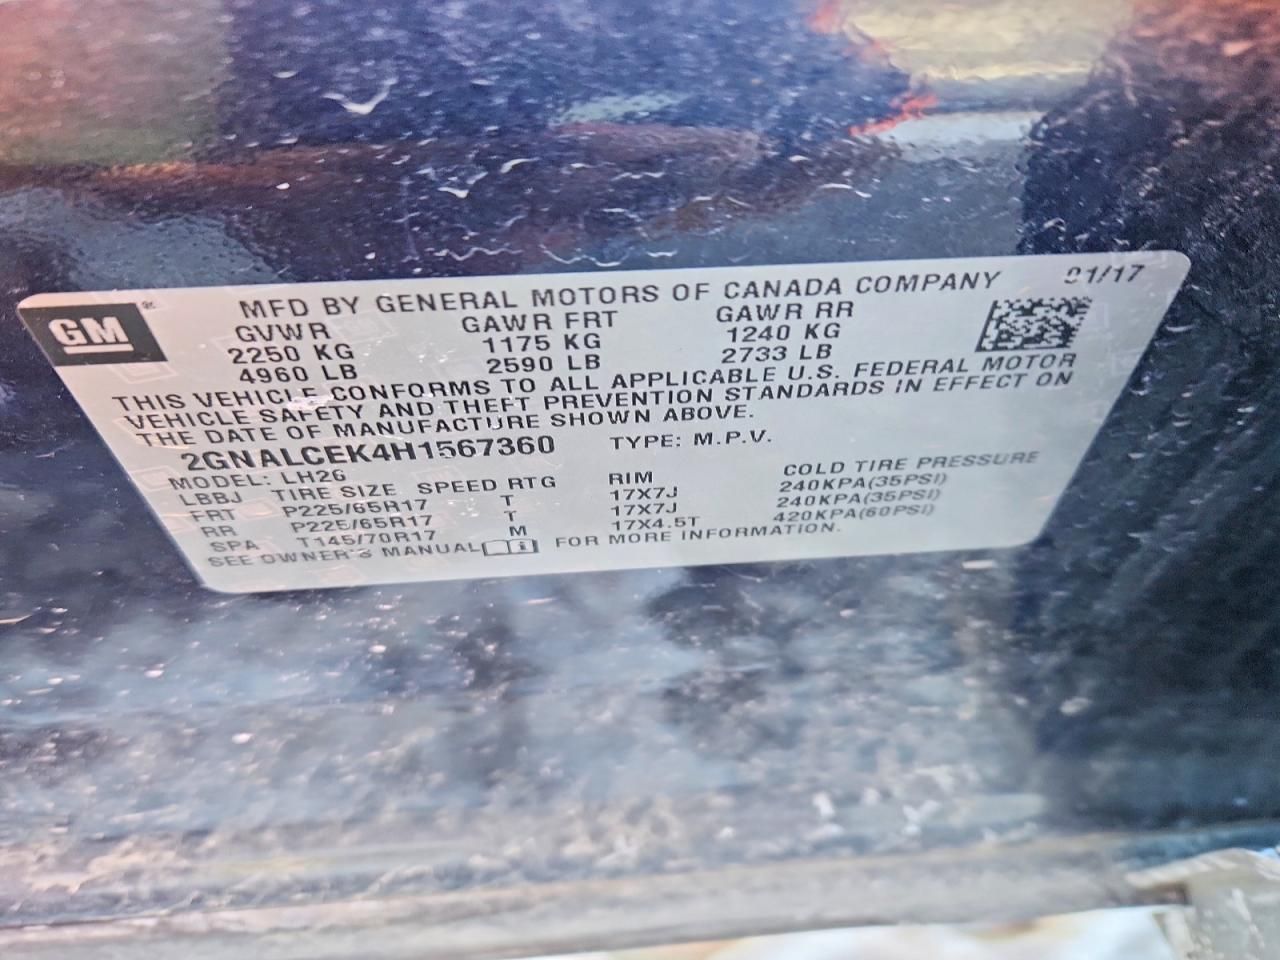 GM ®
MFD BY GENERAL MOTORS OF CANADA COMPANY 01/17
GVWR GAWR FRT GAWR RR
2250 KG 1175 KG 1240 KG
4960 LB 2590 LB 2733 LB
THIS VEHICLE CONFORMS TO ALL APPLICABLE U.S. FEDERAL MOTOR
VEHICLE SAFETY AND THEFT PREVENTION STANDARDS IN EFFECT ON
THE DATE OF MANUFACTURE SHOWN ABOVE.
2GNALCEK4H1567360 TYPE: M.P.V.
MODEL: LH26
LBBJ TIRE SIZE SPEED RTG RIM COLD TIRE PRESSURE
FRT P225/65R17 T 17X7J 240KPA(35PSI)
RR P225/65R17 T 17X7J 240KPA(35PSI)
SPA T145/70R17 M 17X4.5T 420KPA(60PSI)
SEE OWNER'S MANUAL FOR MORE INFORMATION.